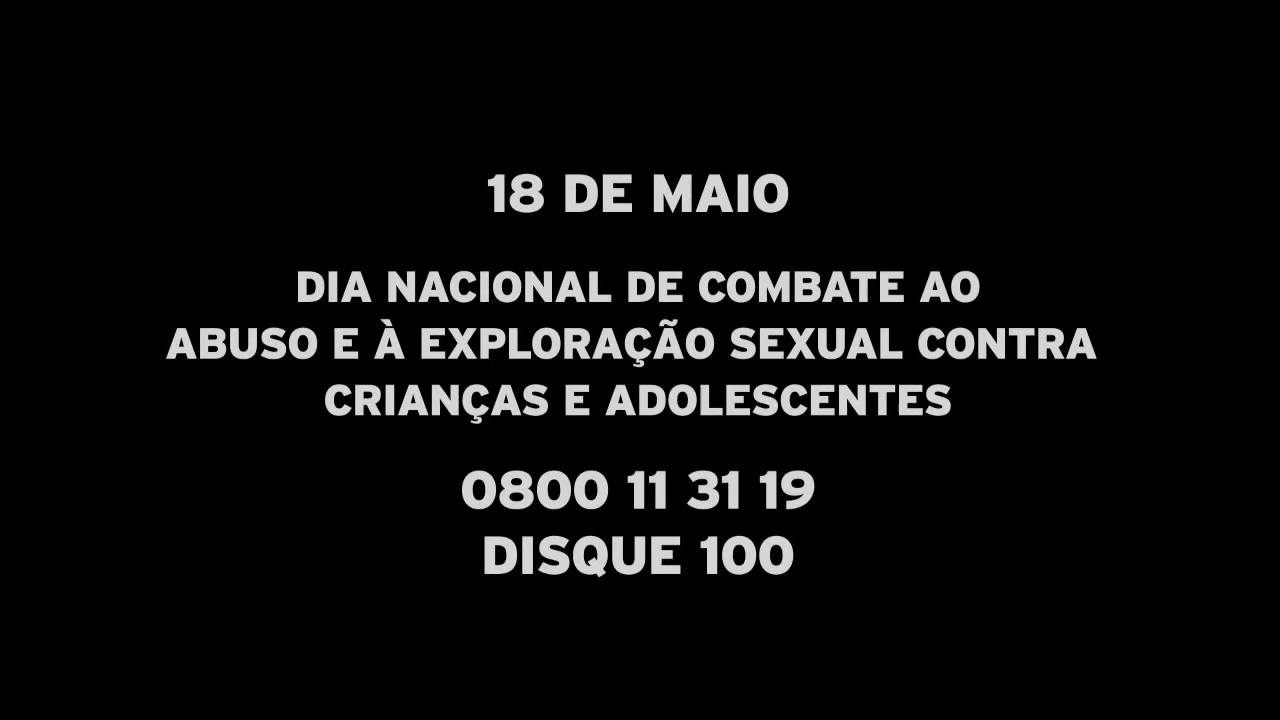 18 DE MAIO
DIA NACIONAL DE COMBATE AO
ABUSO E À EXPLORAÇÃO SEXUAL CONTRA
CRIANÇAS E ADOLESCENTES
0800 11 31 19
DISQUE 100